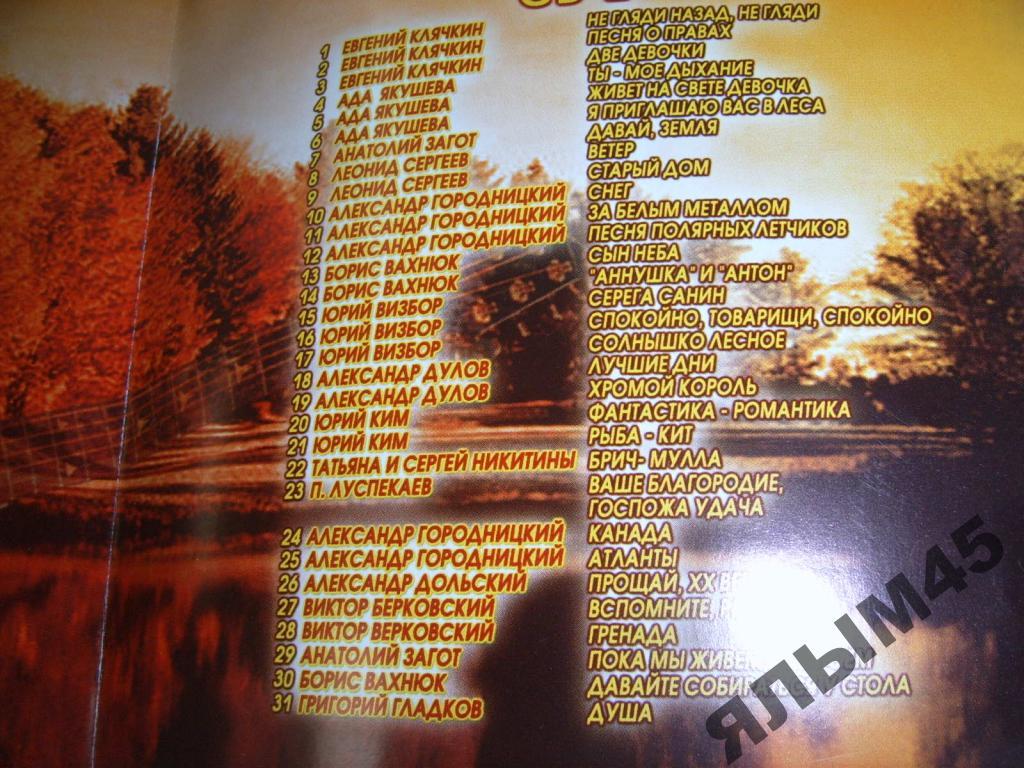 1 ЕВГЕНИЙ КЛЯЧКИН НЕ ГЛЯДИ НАЗАД, НЕ ГЛЯДИ
2 ЕВГЕНИЙ КЛЯЧКИН ПЕСНЯ О ПРАВАХ
3 ЕВГЕНИЙ КЛЯЧКИН ДВЕ ДЕВОЧКИ
4 АДА ЯКУШЕВА ТЫ - МОЕ ДЫХАНИЕ
5 АДА ЯКУШЕВА ЖИВЕТ НА СВЕТЕ ДЕВОЧКА
6 АДА ЯКУШЕВА Я ПРИГЛАШАЮ ВАС В ЛЕСА
7 АНАТОЛИЙ ЗАГОТ ДАВАЙ, ЗЕМЛЯ
8 ЛЕОНИД СЕРГЕЕВ ВЕТЕР
9 ЛЕОНИД СЕРГЕЕВ СТАРЫЙ ДОМ
10 АЛЕКСАНДР ГОРОДНИЦКИЙ СНЕГ
11 АЛЕКСАНДР ГОРОДНИЦКИЙ ЗА БЕЛЫМ МЕТАЛЛОМ
12 АЛЕКСАНДР ГОРОДНИЦКИЙ ПЕСНЯ ПОЛЯРНЫХ ЛЕТЧИКОВ
13 БОРИС ВАХНЮК СЫН НЕБА
14 БОРИС ВАХНЮК "АННУШКА" И "АНТОН"
15 ЮРИЙ ВИЗБОР СЕРЕГА САНИН
16 ЮРИЙ ВИЗБОР СПОКОЙНО, ТОВАРИЩИ, СПОКОЙНО
17 ЮРИЙ ВИЗБОР СОЛНЫШКО ЛЕСНОЕ
18 АЛЕКСАНДР ДУЛОВ ЛУЧШИЕ ДНИ
19 АЛЕКСАНДР ДУЛОВ ХРОМОЙ КОРОЛЬ
20 ЮРИЙ КИМ ФАНТАСТИКА - РОМАНТИКА
21 ЮРИЙ КИМ РЫБА - КИТ
22 ТАТЬЯНА И СЕРГЕЙ НИКИТИНЫ БРИЧ- МУЛЛА
23 П. ЛУСПЕКАЕВ ВАШЕ БЛАГОРОДИЕ,
ГОСПОЖА УДАЧА
24 АЛЕКСАНДР ГОРОДНИЦКИЙ КАНАДА
25 АЛЕКСАНДР ГОРОДНИЦКИЙ АТЛАНТЫ
26 АЛЕКСАНДР ДОЛЬСКИЙ ПРОЩАЙ, XX
27 ВИКТОР БЕРКОВСКИЙ ВСПОМНИТЕ,
28 ВИКТОР ВЕРКОВСКИЙ ГРЕНАДА
29 АНАТОЛИЙ ЗАГОТ ПОКА МЫ
30 БОРИС ВАХНЮК ДАВАЙТЕ СТОЛА
31 ГРИГОРИЙ ГЛАДКОВ ДУША
ЯЛЫМ45